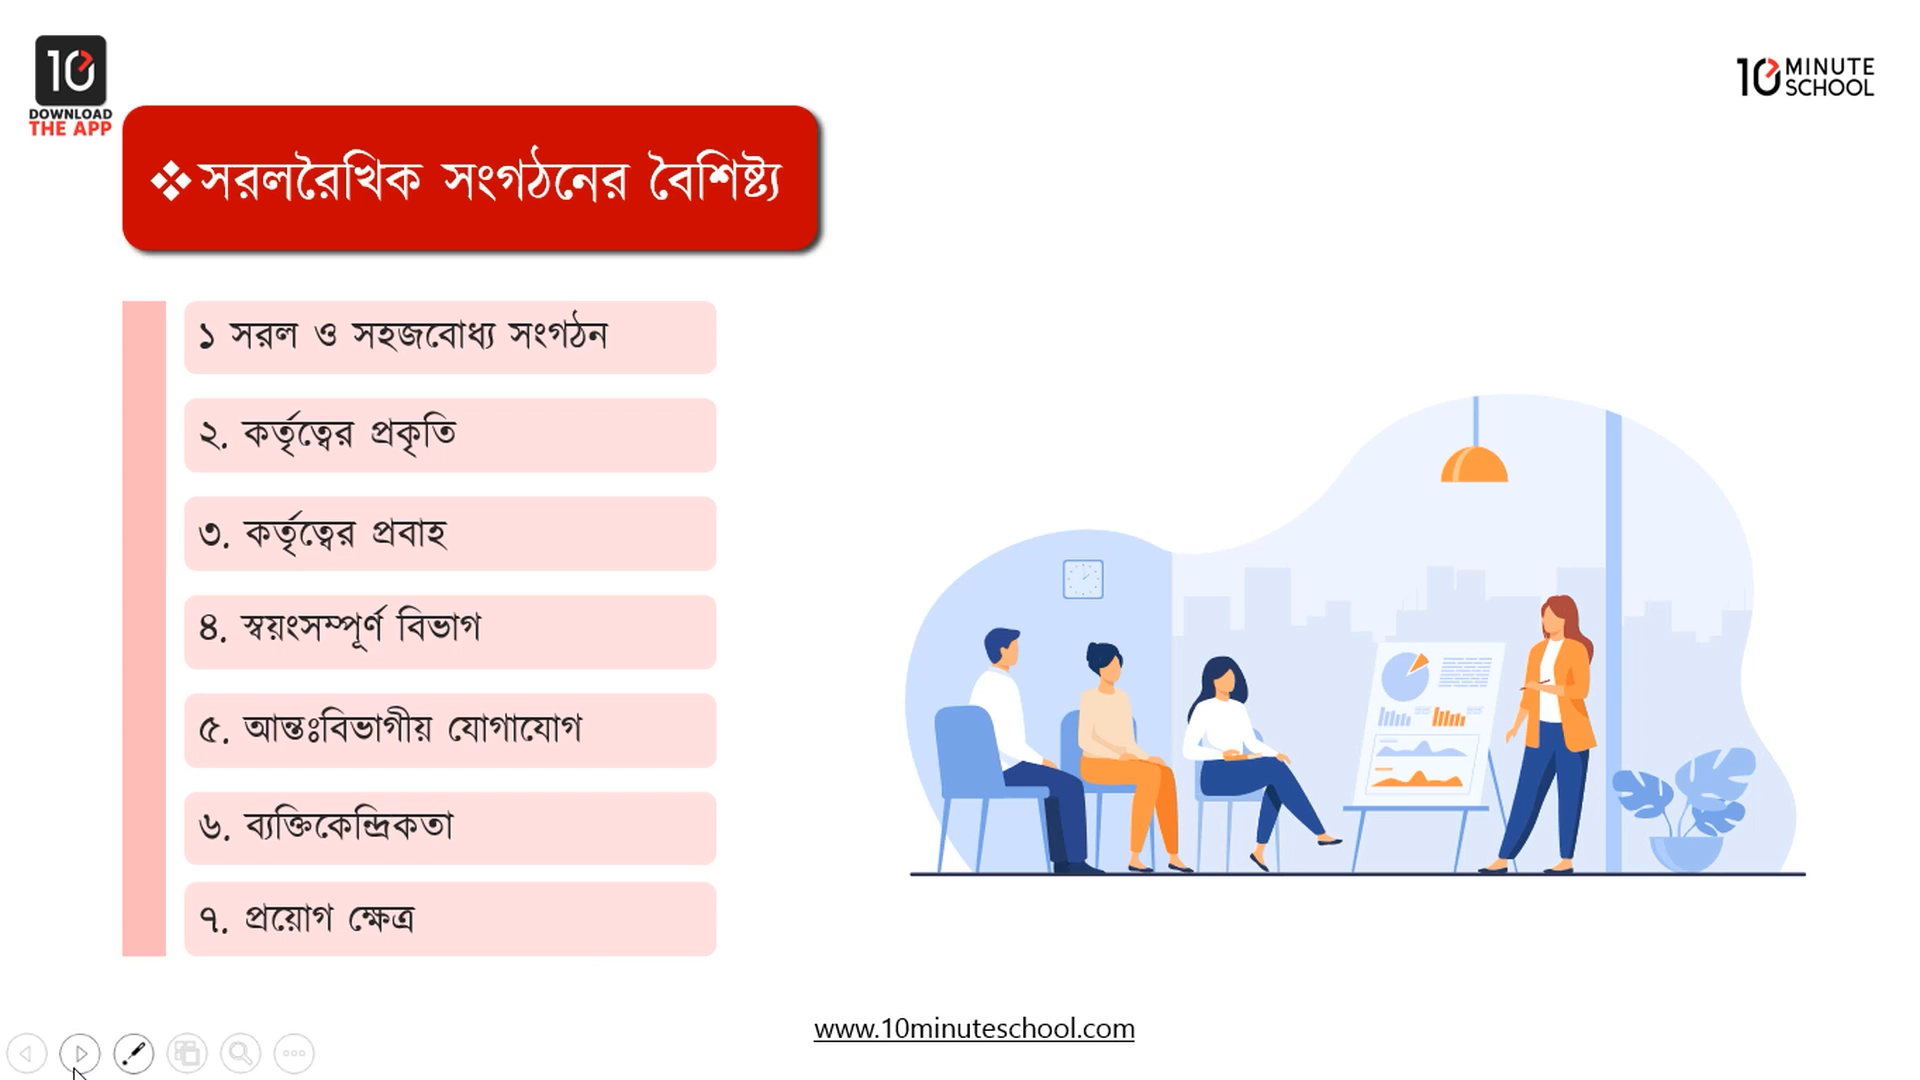 10
DOWNLOAD
THE APP
10 MINUTE
SCHOOL
❖সরলরৈখিক সংগঠনের বৈশিষ্ট্য
১ সরল ও সহজবোধ্য সংগঠন
২. কর্তৃত্বের প্রকৃতি
৩. কর্তৃত্বের প্রবাহ
৪. স্বয়ংসম্পূর্ণ বিভাগ
৫. আন্তঃবিভাগীয় যোগাযোগ
৬. ব্যক্তিকেন্দ্রিকতা
৭. প্রয়োগ ক্ষেত্র
www.10minuteschool.com